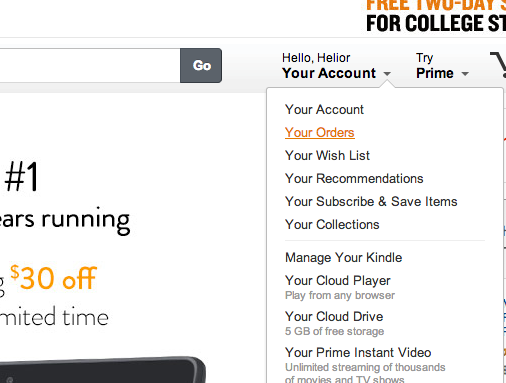 FREE TWO-DAY
FOR COLLEGE
Go
Hello, Helior
Your Account
Try
Prime
Your Account
Your Orders
Your Wish List
Your Recommendations
Your Subscribe & Save Items
Your Collections
Manage Your Kindle
Your Cloud Player
Play from any browser
Your Cloud Drive
5 GB of free storage
Your Prime Instant Video
Unlimited streaming of thousands
of movies and TV shows
#1
ears running
$30 off
mited time